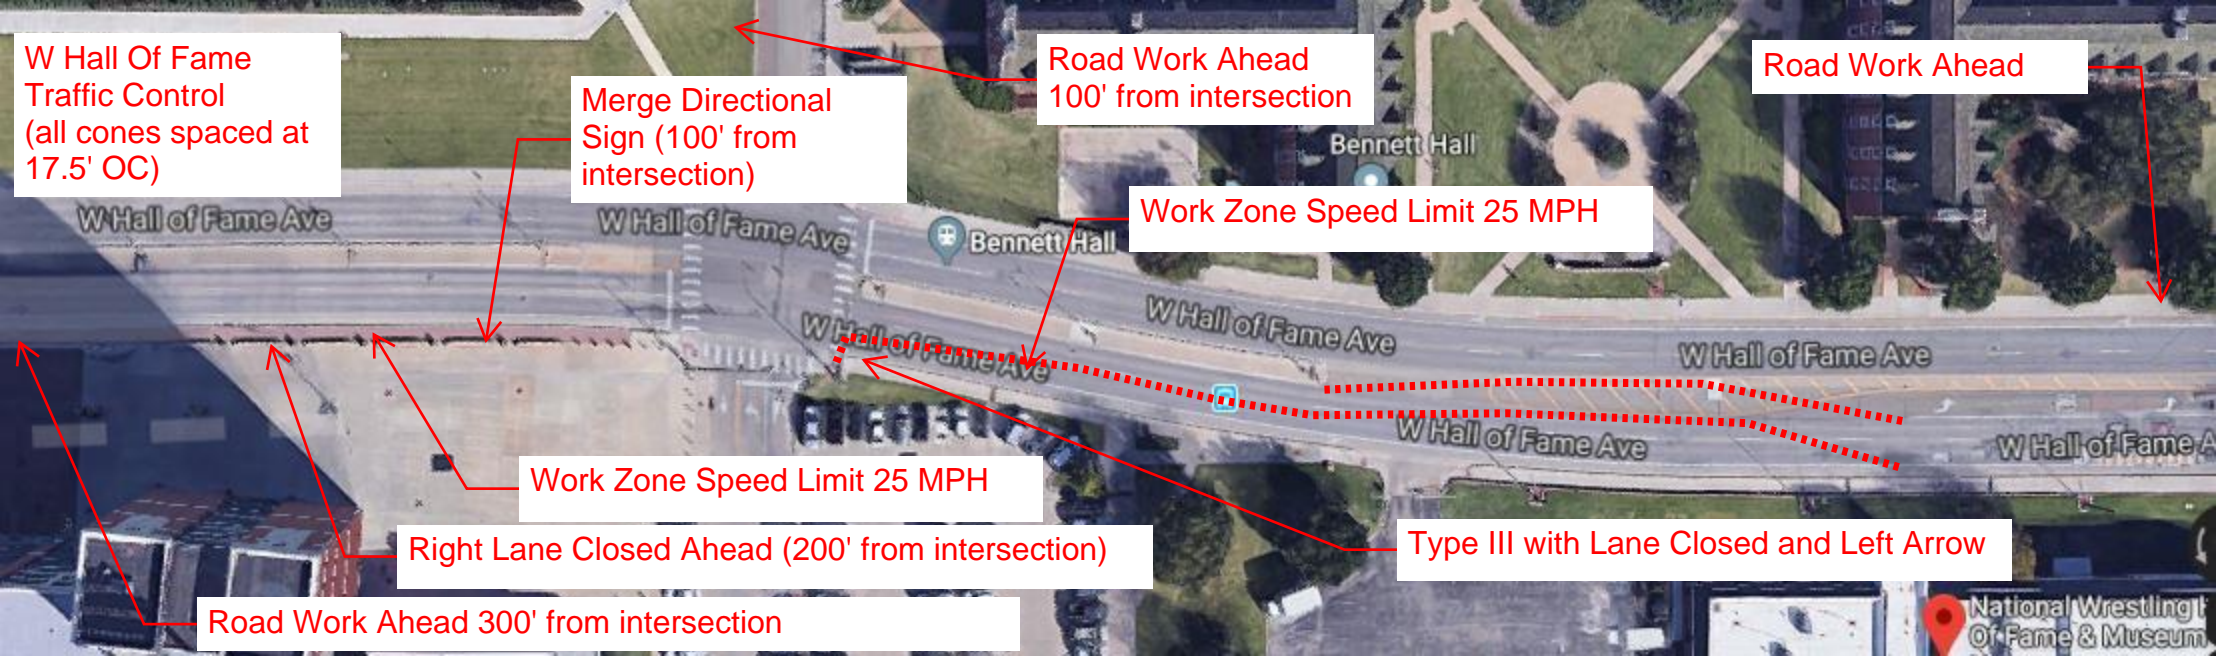 W Hall Of Fame
Traffic Control
(all cones spaced at
17.5' OC)
Merge Directional
Sign (100' from
intersection)
Road Work Ahead
100' from intersection
Road Work Ahead
Bennett Hall
Work Zone Speed Limit 25 MPH
W Hall of Fame Ave
W Hall of Fame Ave
Bennett Hall
W Hall of Fame Ave
W Hall of Fame Ave
W Hall of Fame Ave
W Hall of Fame Ave
W Hall of Fame A
Work Zone Speed Limit 25 MPH
Right Lane Closed Ahead (200' from intersection)
Type III with Lane Closed and Left Arrow
Road Work Ahead 300' from intersection
National Wrestling
Of Fame & Museum